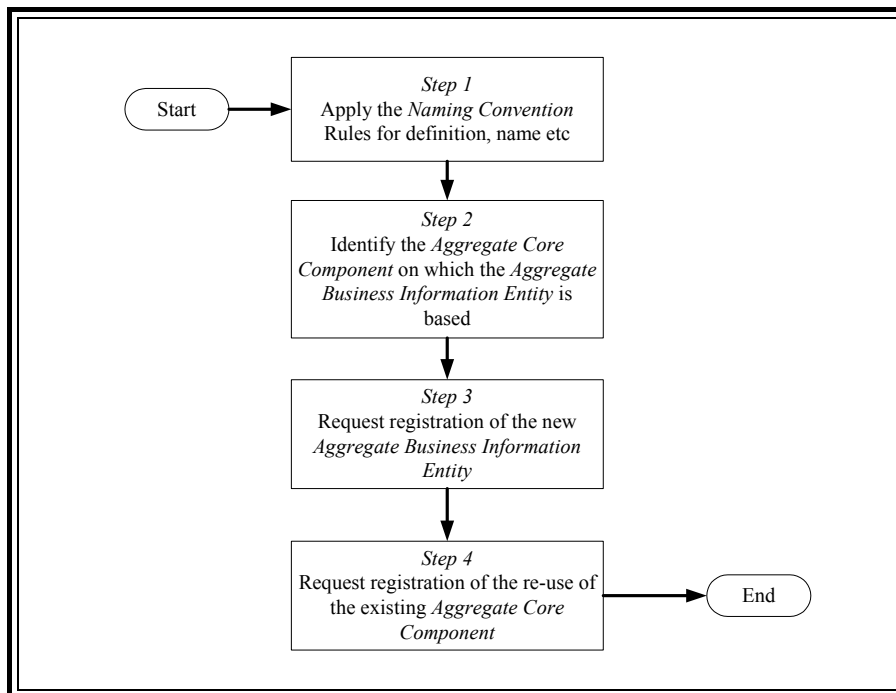 Start
Step 1
Apply the Naming Convention
Rules for definition, name etc
Step 2
Identify the Aggregate Core
Component on which the Aggregate
Business Information Entity is
based
Step 3
Request registration of the new
Aggregate Business Information
Entity
Step 4
Request registration of the re-use of
the existing Aggregate Core
Component
End